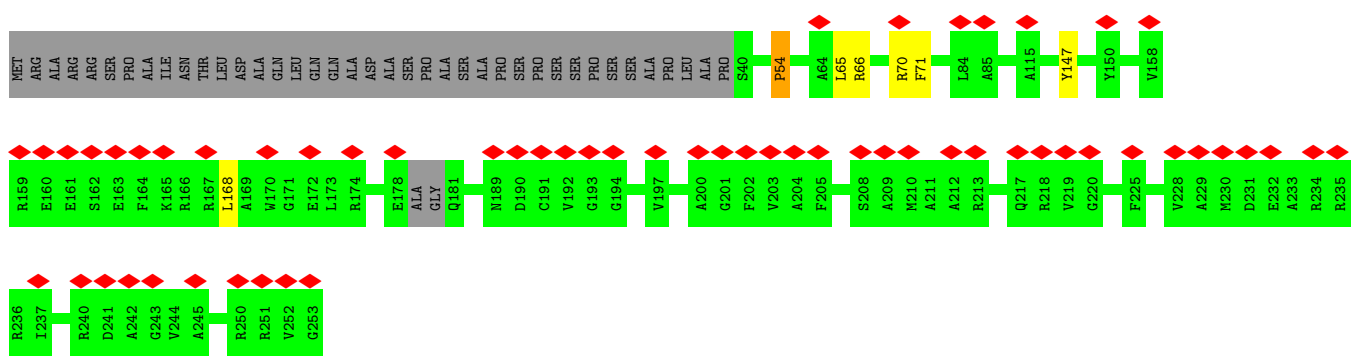 MET ARG ALA ARG ARG SER PRO ALA ILE ASN THR LEU ASP ALA GLN LEU GLN GLN ALA ASP ALA SER PRO ALA SER ALA PRO SER PRO SER SER PRO SER SER ALA PRO LEU ALA PRO S40 P54 A64 L65 R66 R70 F71 L84 A85 A115 Y147 Y150 V158
R159 E160 E161 S162 E163 F164 K165 R166 R167 L168 A169 W170 G171 E172 L173 R174 E178 ALA GLY Q181 N189 D190 C191 V192 G193 G194 V197 A200 G201 F202 V203 A204 F205 S208 A209 M210 A211 A212 R213 Q217 R218 V219 G220 F225 V228 A229 M230 D231 E232 A233 R234 R235
R236 I237 R240 D241 A242 G243 V244 A245 R250 R251 V252 G253